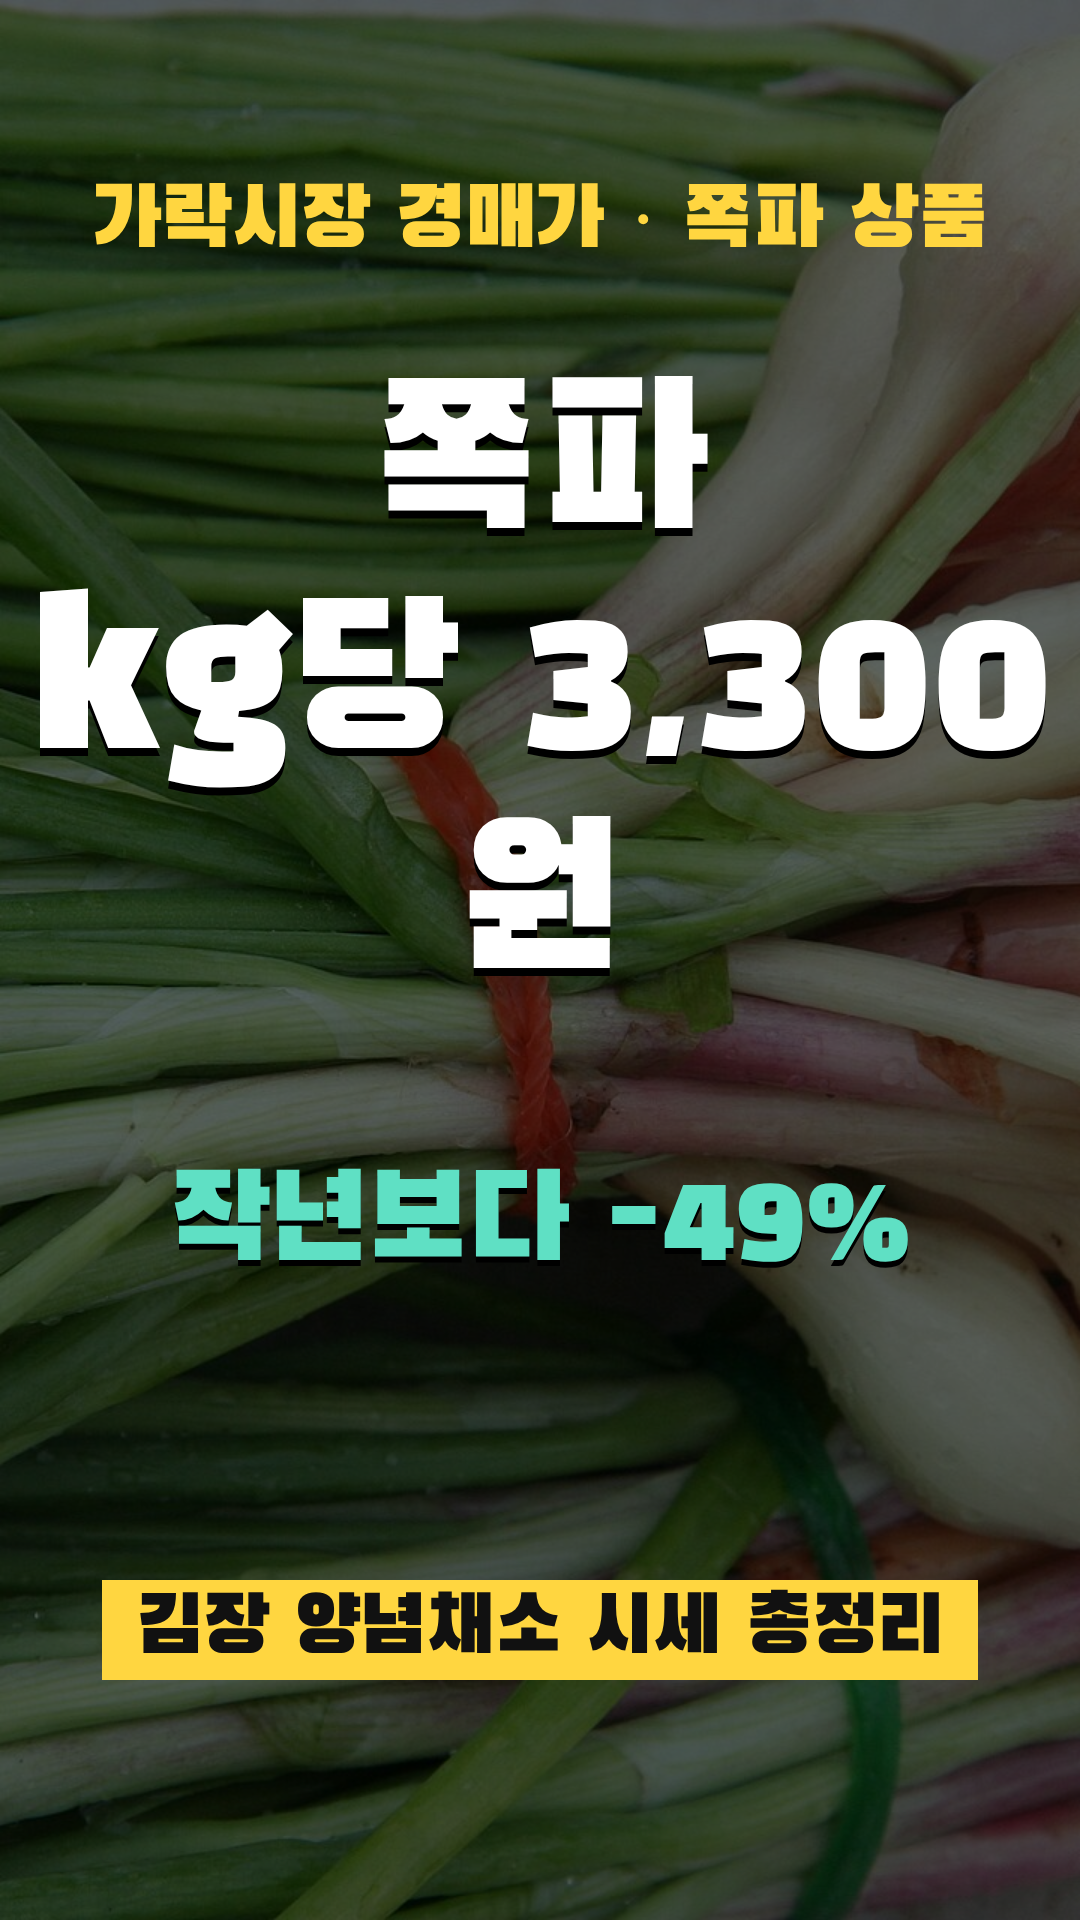 가락시장 경매가 · 쪽파 상품
쪽파
kg당 3,300
원
작년보다 -49%
김장 양념채소 시세 총정리